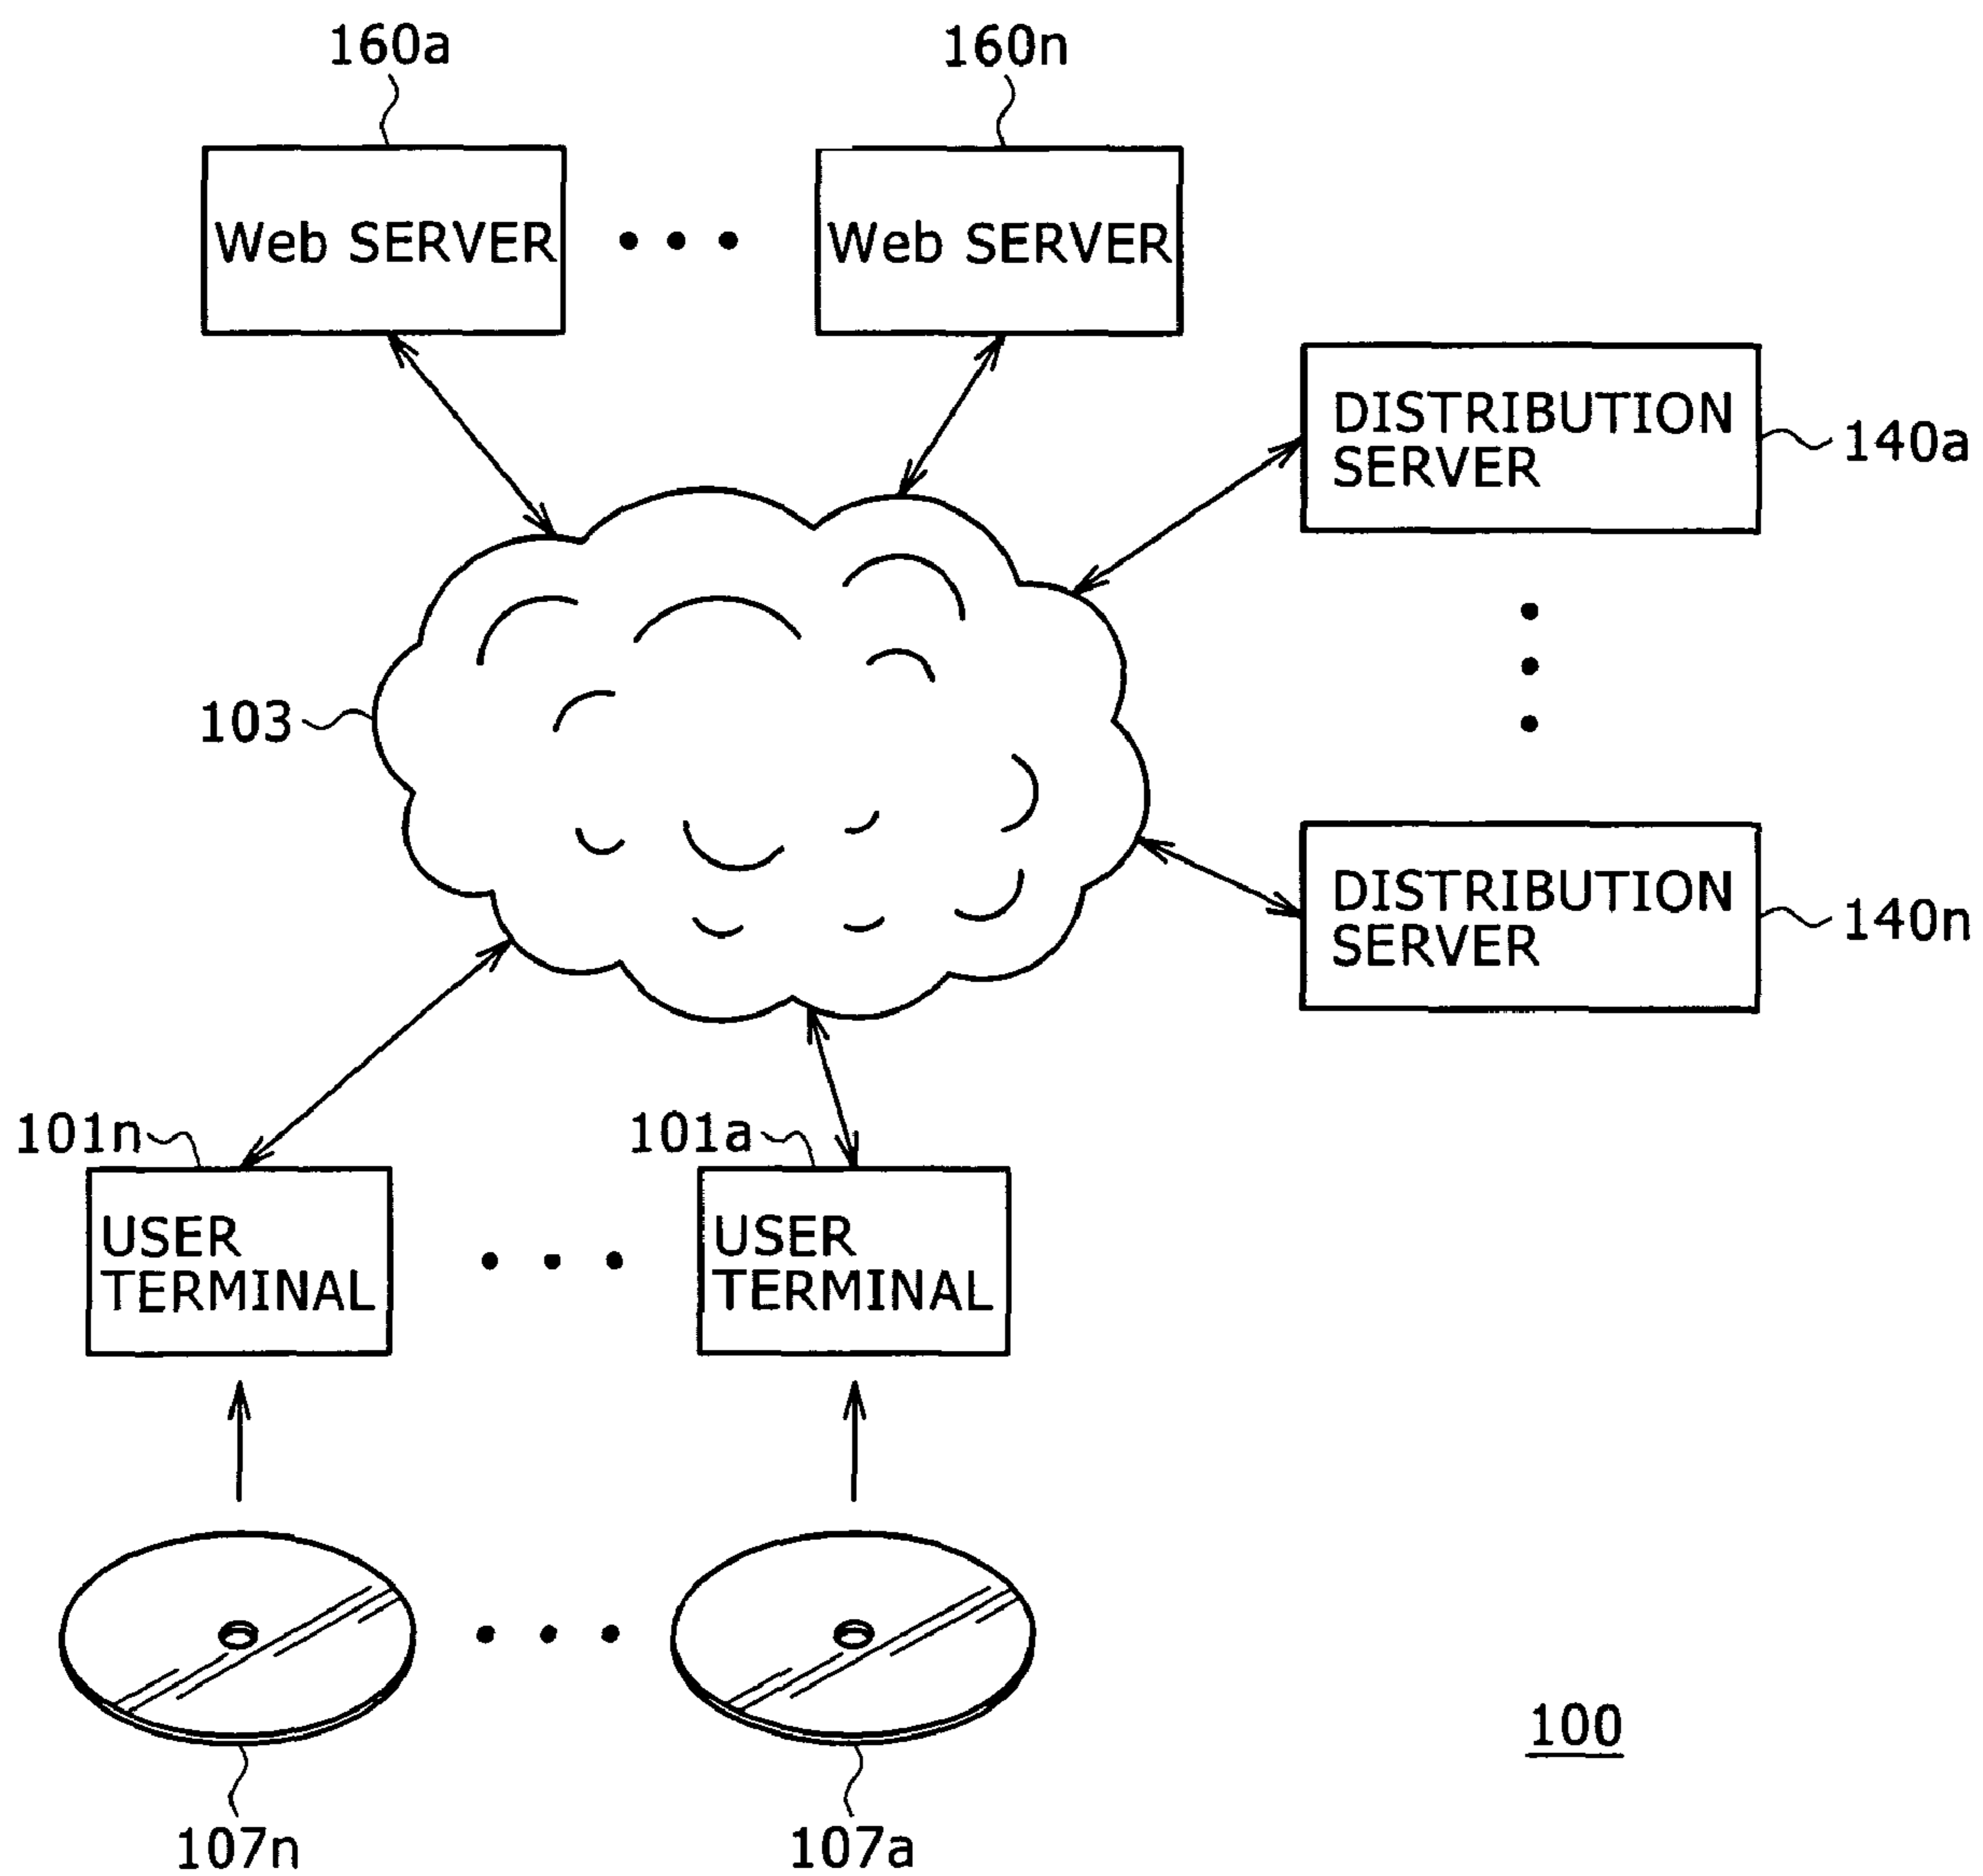 160a
160n
Web SERVER
Web SERVER
DISTRIBUTION
SERVER
140a
103
DISTRIBUTION
SERVER
140n
101n
101a
USER
TERMINAL
USER
TERMINAL
100
107n
107a